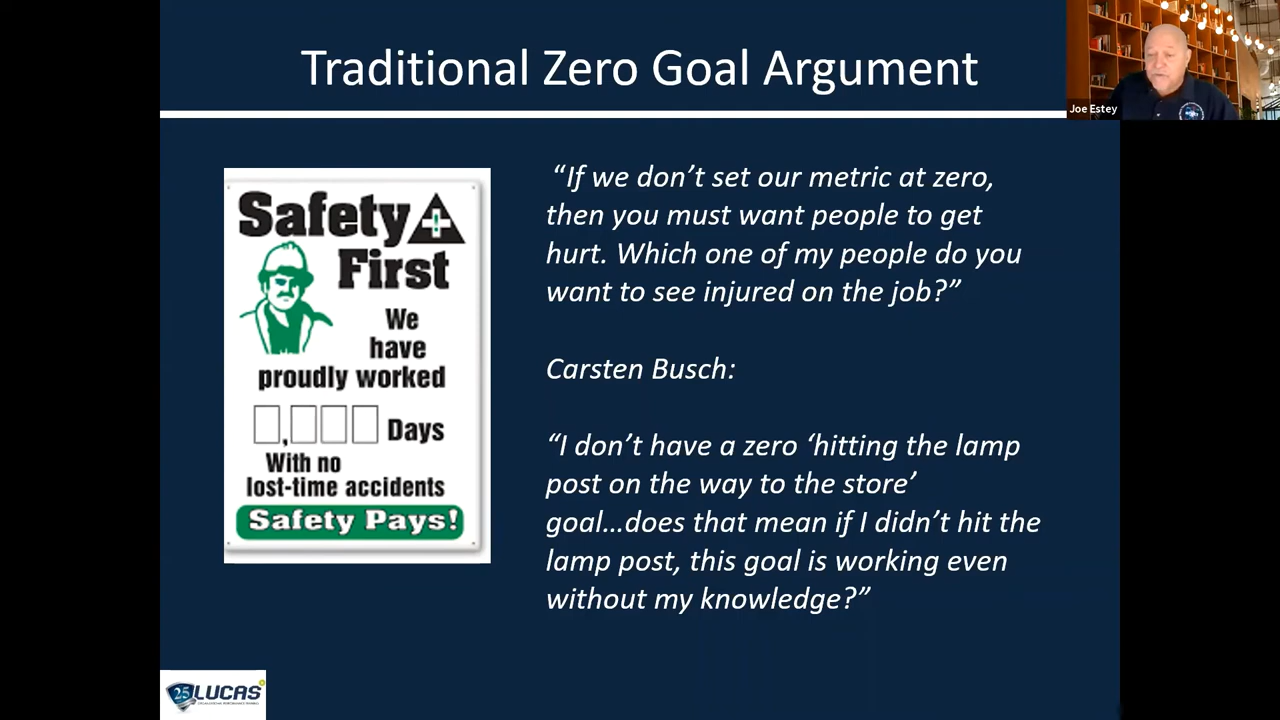 Traditional Zero Goal Argument
Joe Estey
Safety
First
We
have
proudly worked
, Days
With no
lost-time accidents
Safety Pays!
“If we don’t set our metric at zero,
then you must want people to get
hurt. Which one of my people do you
want to see injured on the job?”
Carsten Busch:
“I don’t have a zero ‘hitting the lamp
post on the way to the store’
goal…does that mean if I didn’t hit the
lamp post, this goal is working even
without my knowledge?”
25 LUCAS